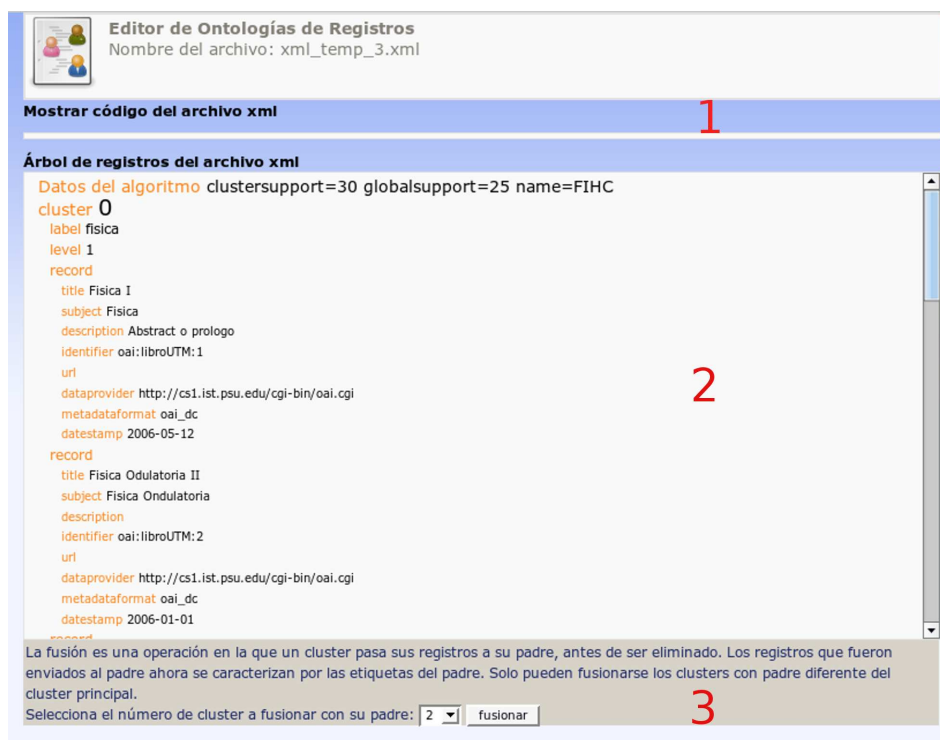 Editor de Ontologías de Registros
Nombre del archivo: xml_temp_3.xml
Mostrar código del archivo xml
1
Árbol de registros del archivo xml
Datos del algoritmo clustersupport=30 globalsupport=25 name=FIHC
cluster 0
label fisica
level 1
record
title Fisica I
subject Fisica
description Abstract o prologo
identifier oai:libroUTM:1
url
2
dataprovider http://cs1.ist.psu.edu/cgi-bin/oai.cgi
metadataformat oai_dc
datestamp 2006-05-12
record
title Fisica Odulatoria II
subject Fisica Ondulatoria
description
identifier oai:libroUTM:2
url
dataprovider http://cs1.ist.psu.edu/cgi-bin/oai.cgi
metadataformat oai_dc
datestamp 2006-01-01
record
La fusión es una operación en la que un cluster pasa sus registros a su padre, antes de ser eliminado. Los registros que fueron
enviados al padre ahora se caracterizan por las etiquetas del padre. Solo pueden fusionarse los clusters con padre diferente del
cluster principal.
Selecciona el número de cluster a fusionar con su padre: 2 fusionar
3